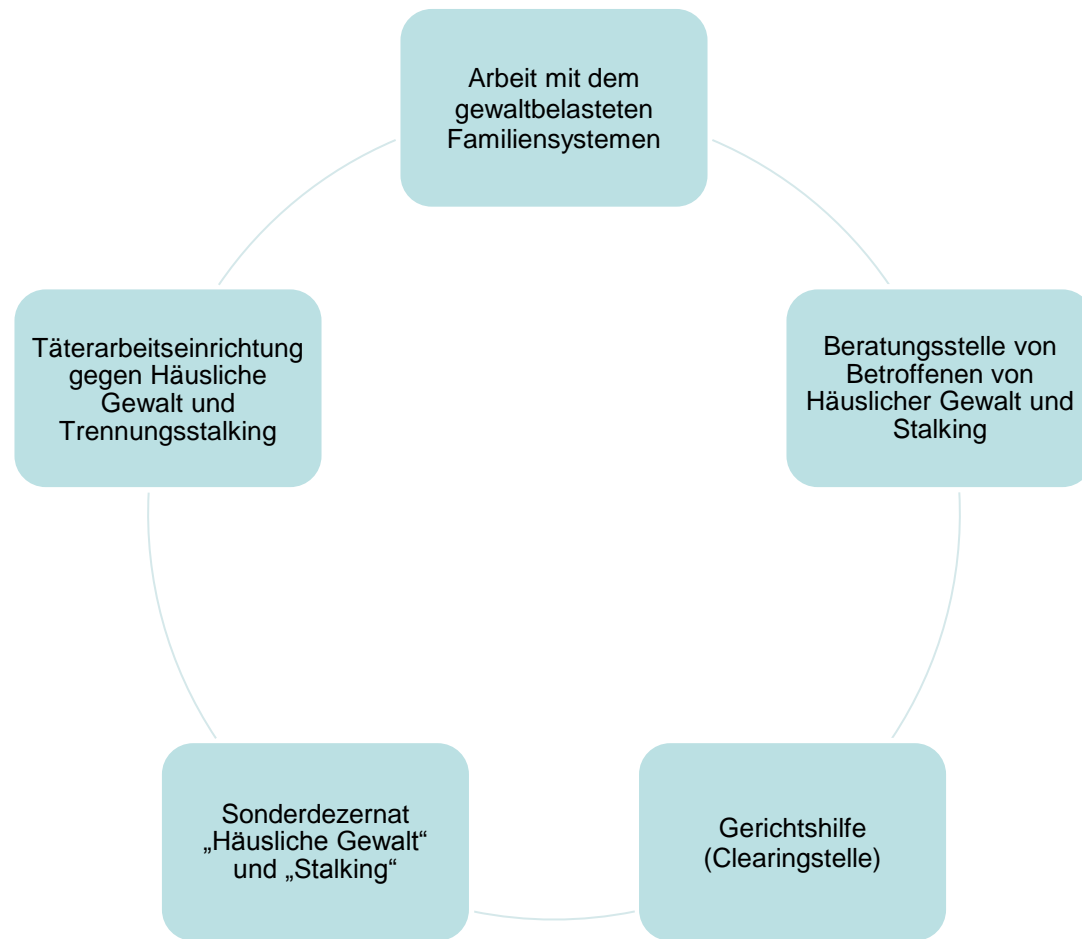 Arbeit mit dem
gewaltbelasteten
Familiensystemen
Täterarbeitseinrichtung
gegen Häusliche
Gewalt und
Trennungsstalking
Beratungsstelle von
Betroffenen von
Häuslicher Gewalt und
Stalking
Sonderdezernat
„Häusliche Gewalt“
und „Stalking“
Gerichtshilfe
(Clearingstelle)